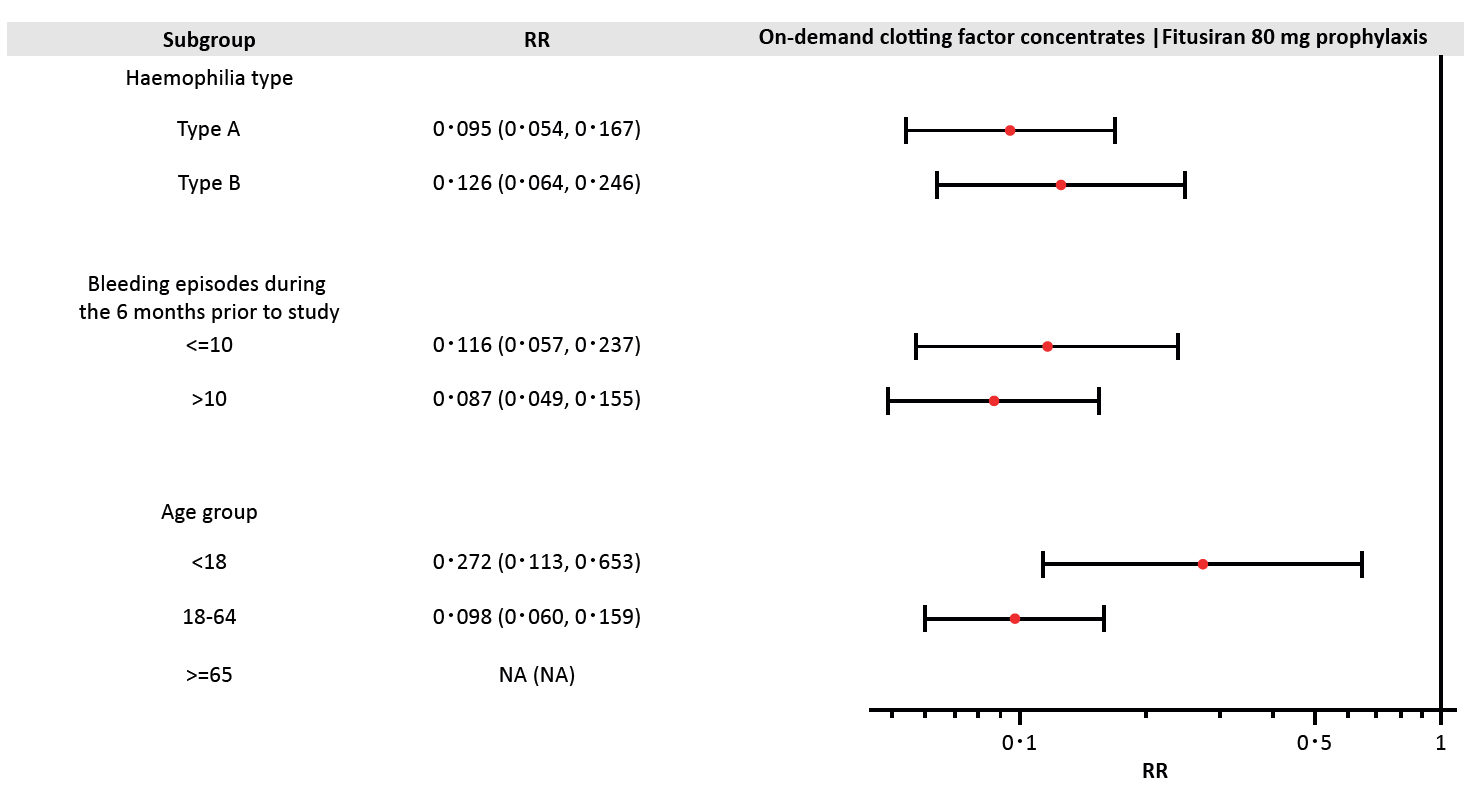 Subgroup RR On-demand clotting factor concentrates |Fitusiran 80 mg prophylaxis
Haemophilia type
Type A 0·095 (0·054, 0·167)
Type B 0·126 (0·064, 0·246)
Bleeding episodes during
the 6 months prior to study
<=10 0·116 (0·057, 0·237)
>10 0·087 (0·049, 0·155)
Age group
<18 0·272 (0·113, 0·653)
18-64 0·098 (0·060, 0·159)
>=65 NA (NA)
0·1 0·5 1
RR